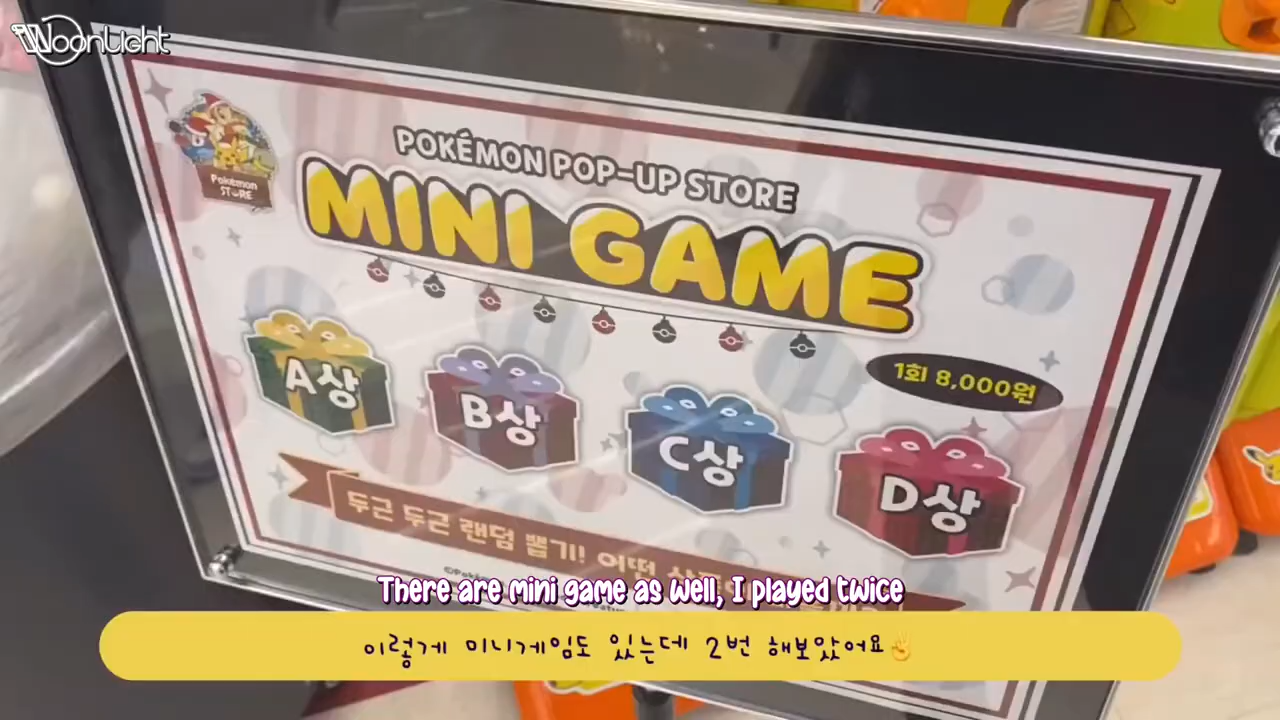 WoonLicht
Pokémon
STORE
POKÉMON POP-UP STORE
MINI GAME
1회 8,000원
A상
B상
C상
D상
두근 두근 랜덤 뽑기! 어떤
There are mini game as well, I played twice
이렇게 미니게임도 있는데 2번 해보았어요✌